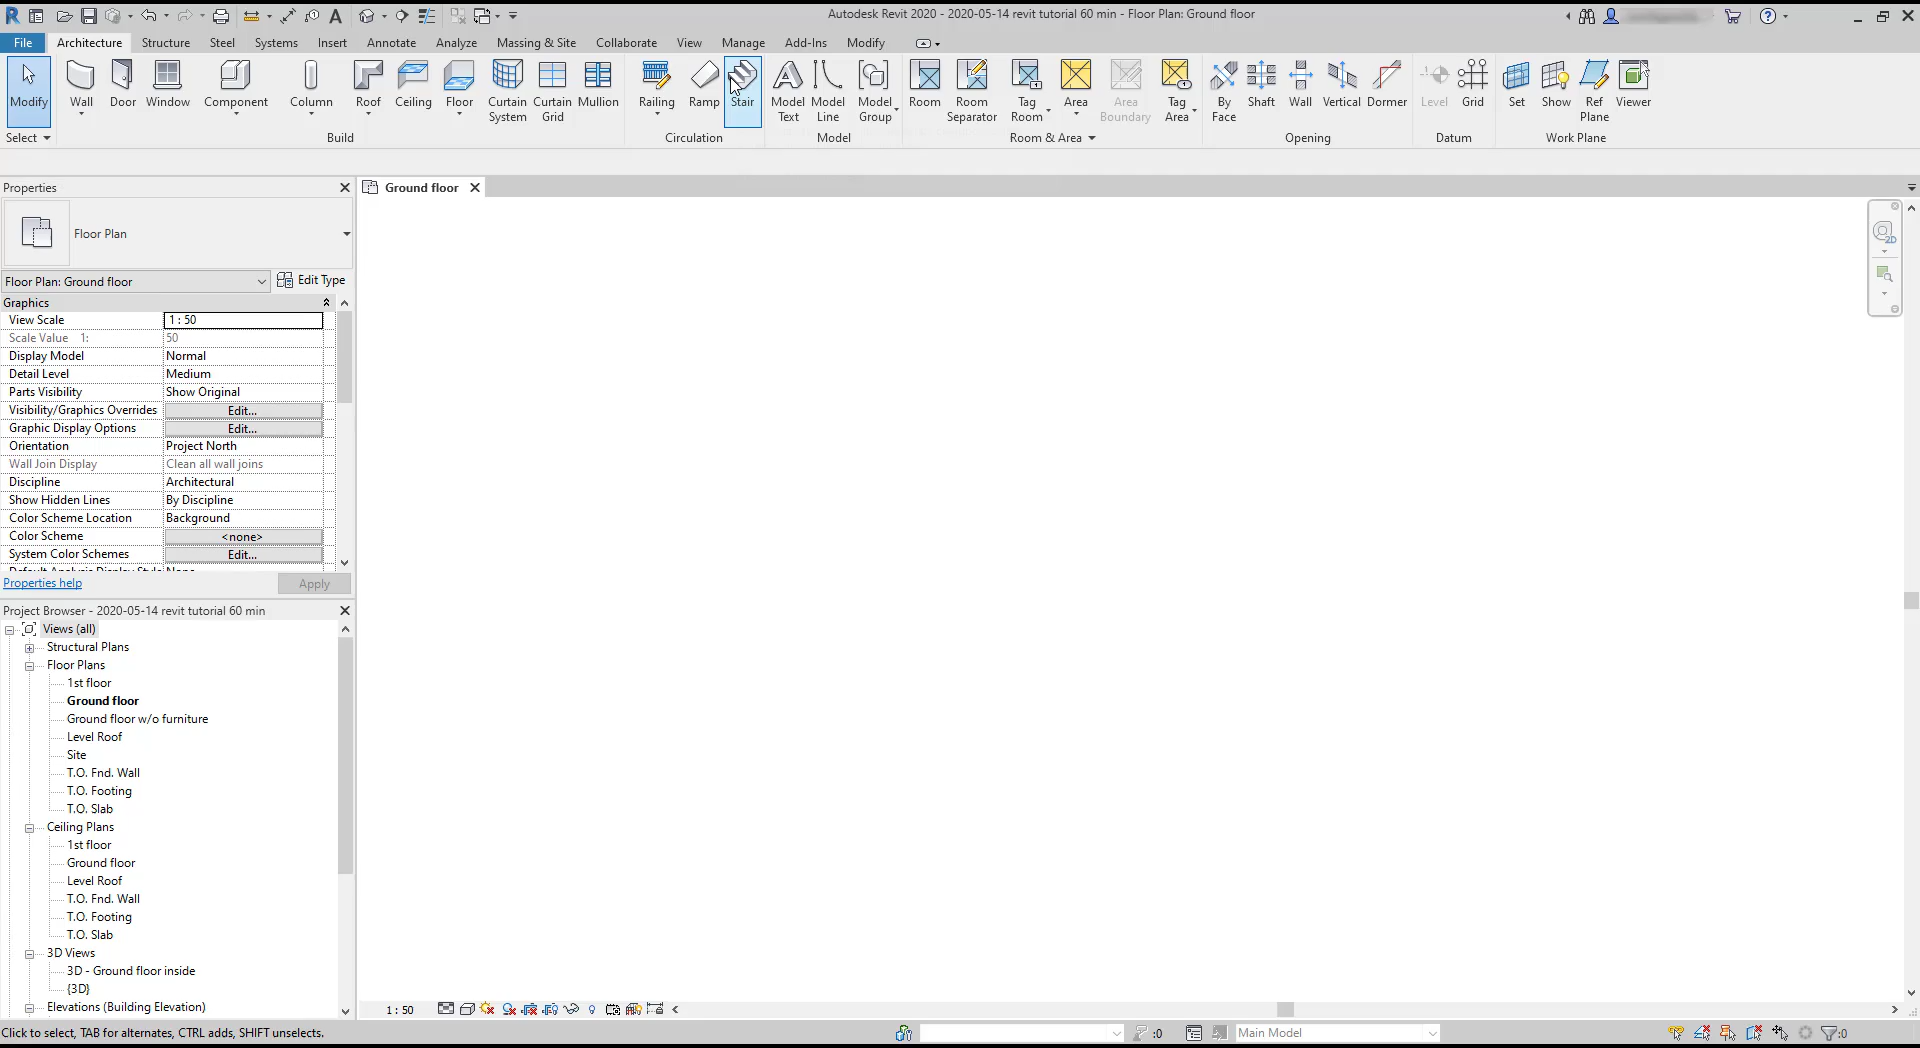 Autodesk Revit 2020 - 2020-05-14 revit tutorial 60 min - Floor Plan: Ground floor
File Architecture Structure Steel Systems Insert Annotate Analyze Massing & Site Collaborate View Manage Add-Ins Modify
Modify Wall Door Window Component Column Roof Ceiling Floor Curtain System Curtain Grid Mullion Railing Ramp Stair Model Text Model Line Model Group Room Room Separator Tag Room Area Area Boundary Tag Area By Face Shaft Wall Vertical Dormer Level Grid Set Show Ref Plane Viewer
Select Build Circulation Model Room & Area Opening Datum Work Plane
Properties
Ground floor
Floor Plan
Floor Plan: Ground floor Edit Type
Graphics
View Scale 1 : 50
Scale Value 1: 50
Display Model Normal
Detail Level Medium
Parts Visibility Show Original
Visibility/Graphics Overrides Edit...
Graphic Display Options Edit...
Orientation Project North
Wall Join Display Clean all wall joins
Discipline Architectural
Show Hidden Lines By Discipline
Color Scheme Location Background
Color Scheme <none>
System Color Schemes Edit...
Default Analysis Display Style None
Properties help Apply
Project Browser - 2020-05-14 revit tutorial 60 min
Views (all)
Structural Plans
Floor Plans
1st floor
Ground floor
Ground floor w/o furniture
Level Roof
Site
T.O. Fnd. Wall
T.O. Footing
T.O. Slab
Ceiling Plans
1st floor
Ground floor
Level Roof
T.O. Fnd. Wall
T.O. Footing
T.O. Slab
3D Views
3D - Ground floor inside
{3D}
Elevations (Building Elevation)
1 : 50
Click to select, TAB for alternates, CTRL adds, SHIFT unselects.
:0
Main Model
:0